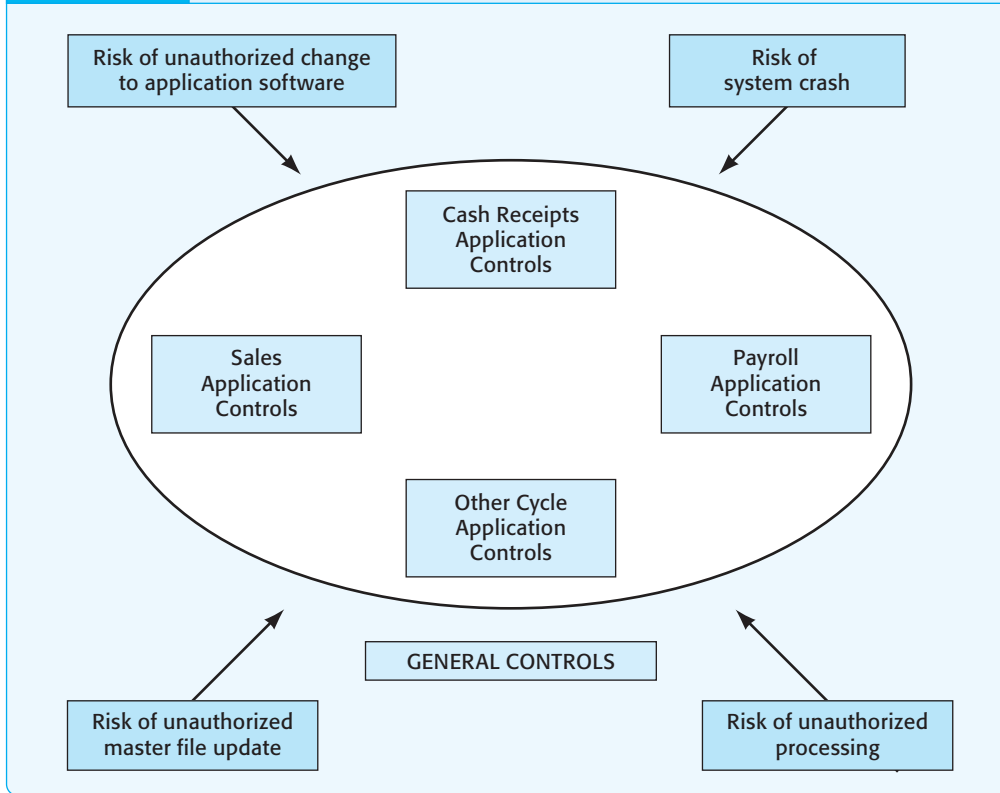 Risk of unauthorized change
to application software
Risk of
system crash
Cash Receipts
Application
Controls
Sales
Application
Controls
Payroll
Application
Controls
Other Cycle
Application
Controls
GENERAL CONTROLS
Risk of unauthorized
master file update
Risk of unauthorized
processing